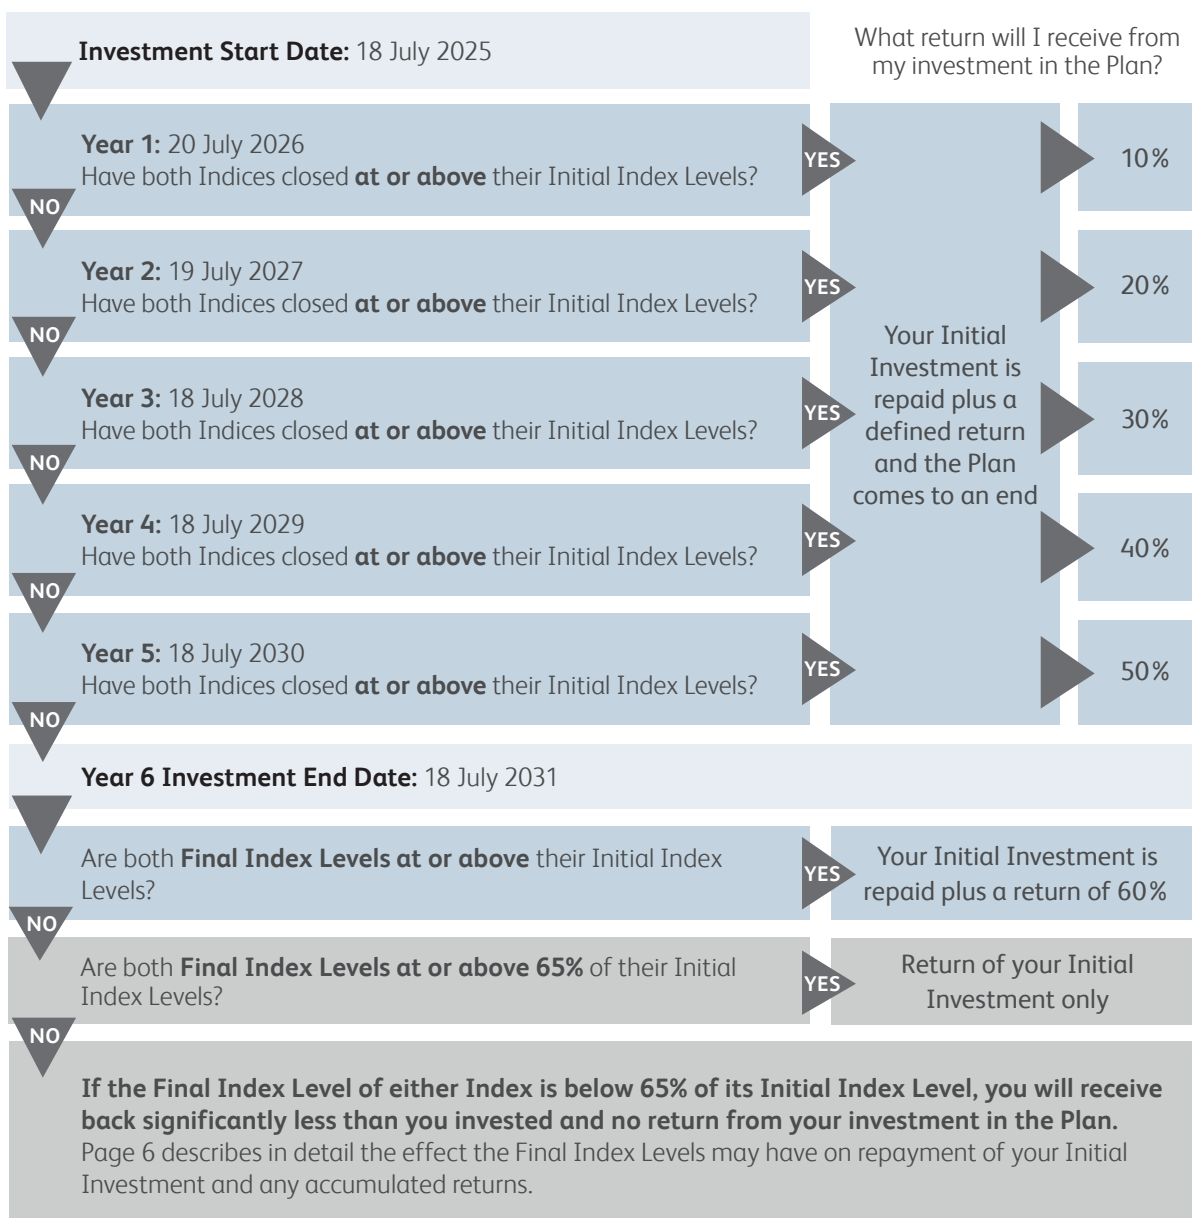 Investment Start Date: 18 July 2025
What return will I receive from
my investment in the Plan?
Year 1: 20 July 2026
Have both Indices closed at or above their Initial Index Levels?
YES
10%
NO
Year 2: 19 July 2027
Have both Indices closed at or above their Initial Index Levels?
YES
20%
NO
Year 3: 18 July 2028
Have both Indices closed at or above their Initial Index Levels?
YES
Your Initial
Investment is
repaid plus a
defined return
and the Plan
comes to an end
30%
NO
Year 4: 18 July 2029
Have both Indices closed at or above their Initial Index Levels?
YES
40%
NO
Year 5: 18 July 2030
Have both Indices closed at or above their Initial Index Levels?
YES
50%
NO
Year 6 Investment End Date: 18 July 2031
Are both Final Index Levels at or above their Initial Index
Levels?
YES
Your Initial Investment is
repaid plus a return of 60%
NO
Are both Final Index Levels at or above 65% of their Initial
Index Levels?
YES
Return of your Initial
Investment only
NO
If the Final Index Level of either Index is below 65% of its Initial Index Level, you will receive
back significantly less than you invested and no return from your investment in the Plan.
Page 6 describes in detail the effect the Final Index Levels may have on repayment of your Initial
Investment and any accumulated returns.